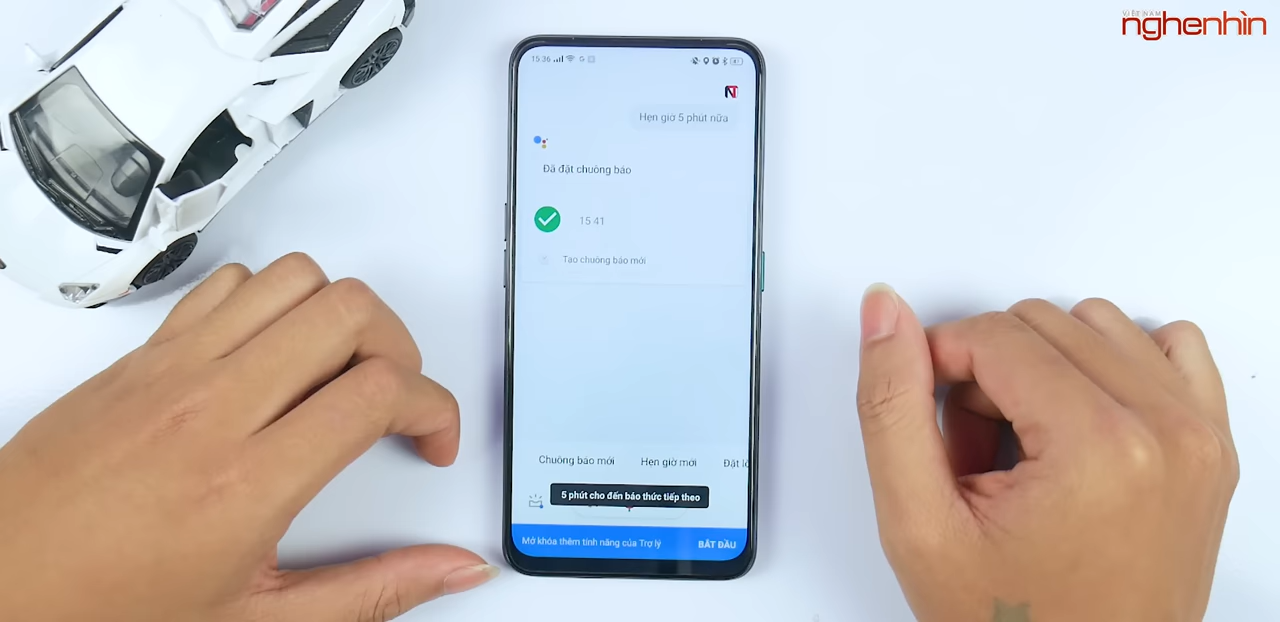 VIỆT NAM
nghenhìn
15:36
Hẹn giờ 5 phút nữa
Đã đặt chuông báo
15 41
Tạo chuông báo mới
Chuông báo mới
Hẹn giờ mới
Đặt
5 phút cho đến báo thức tiếp theo
Mở khóa thêm tính năng của Trợ lý
BẮT ĐẦU